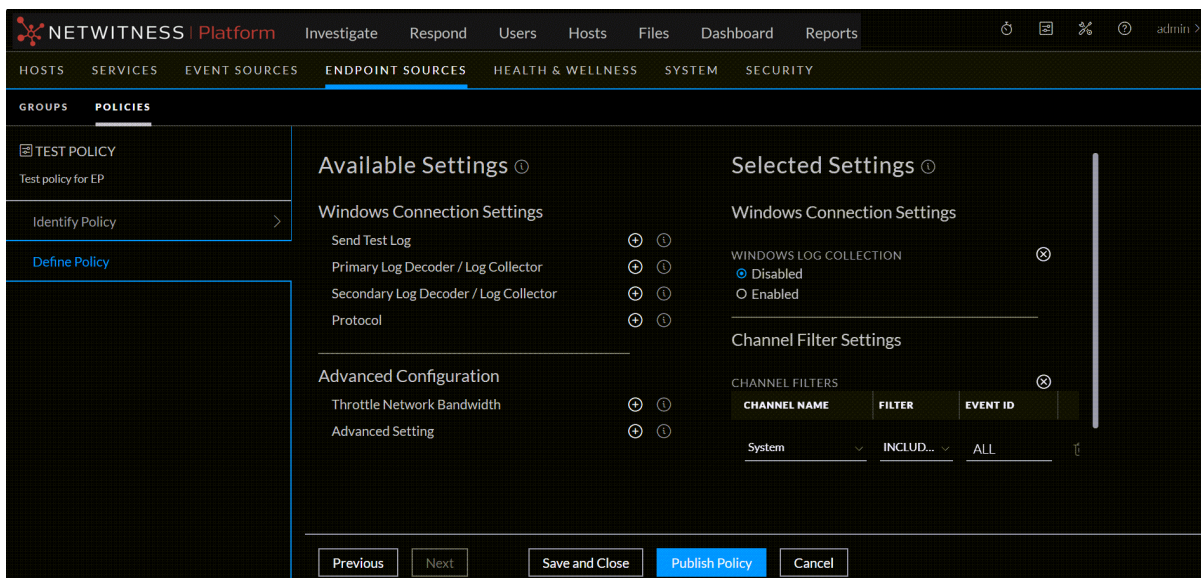 NETWITNESS | Platform
Investigate Respond Users Hosts Files Dashboard Reports
admin
HOSTS SERVICES EVENT SOURCES ENDPOINT SOURCES HEALTH & WELLNESS SYSTEM SECURITY
GROUPS POLICIES
TEST POLICY
Test policy for EP
Identify Policy
Define Policy
Available Settings
Windows Connection Settings
Send Test Log
Primary Log Decoder / Log Collector
Secondary Log Decoder / Log Collector
Protocol
Advanced Configuration
Throttle Network Bandwidth
Advanced Setting
Selected Settings
Windows Connection Settings
WINDOWS LOG COLLECTION
Disabled
Enabled
Channel Filter Settings
CHANNEL FILTERS
CHANNEL NAME FILTER EVENT ID
System INCLUD... ALL
Previous Next Save and Close Publish Policy Cancel